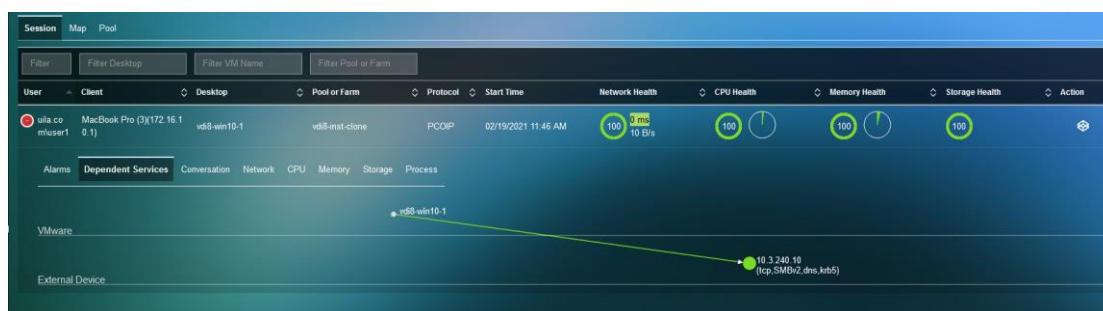 Session Map Pool
Filter Filter Desktop Filter VM Name Filter Pool or Farm
User Client Desktop Pool or Farm Protocol Start Time Network Health CPU Health Memory Health Storage Health Action
uila.co MacBook Pro (3)(172.16.1 vdi8-win10-1 vdi8-inst-clone PCOIP 02/19/2021 11:46 AM 100 0 ms 100 100 100
m\user1 0.1) 10 B/s
Alarms Dependent Services Conversation Network CPU Memory Storage Process
vdi8-win10-1
VMware
10.3.240.10
(tcp,SMBv2,dns,krb5)
External Device